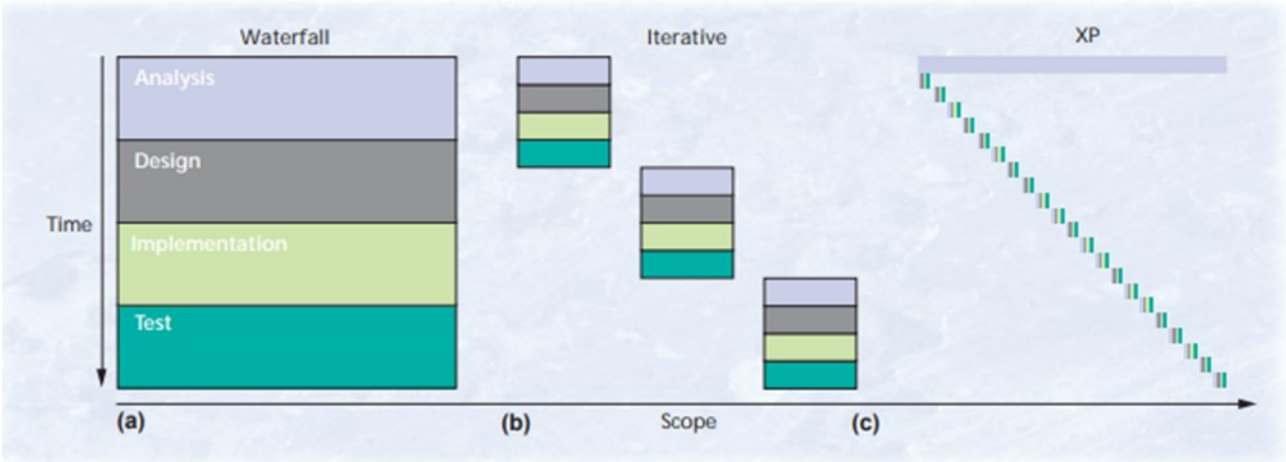 Waterfall
Iterative
XP
Analysis
Design
Time
Implementation
Test
(a)
(b)
Scope
(c)